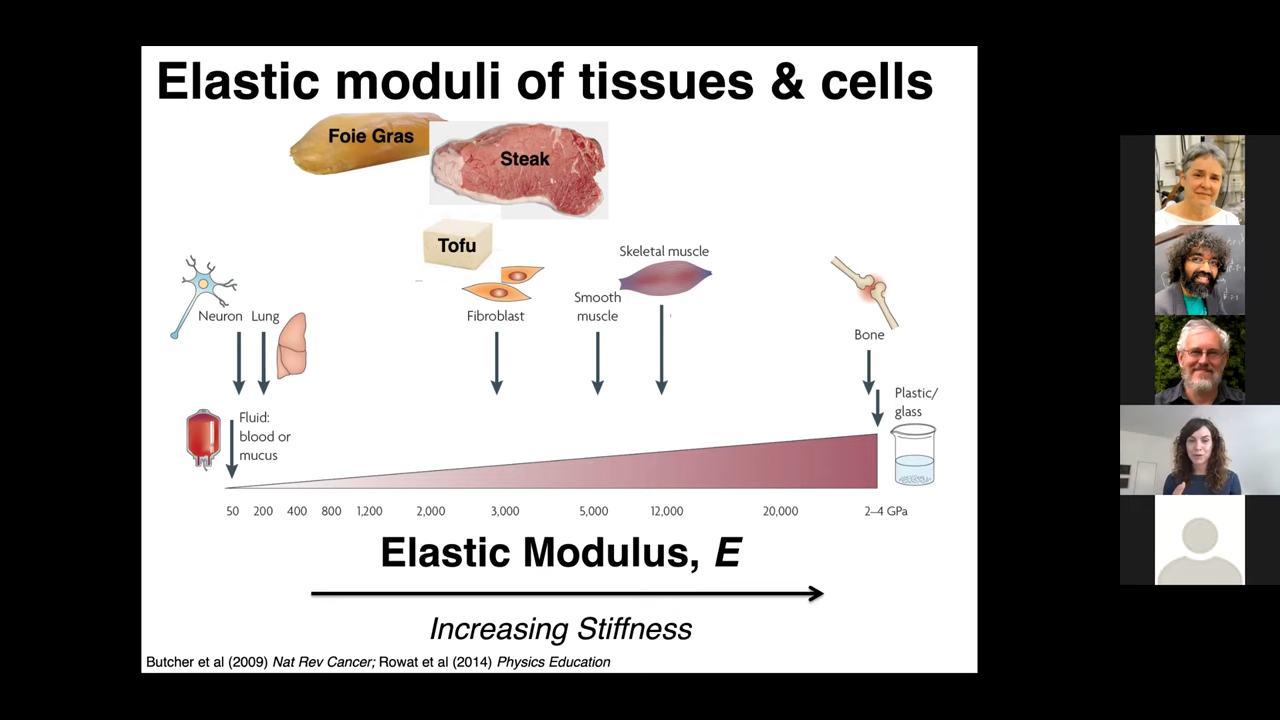 Elastic moduli of tissues & cells
Foie Gras
Steak
Tofu
Skeletal muscle
Smooth
muscle
Neuron
Lung
Fibroblast
Bone
Plastic/
glass
Fluid:
blood or
mucus
50 200 400 800 1,200 2,000 3,000 5,000 12,000 20,000 2–4 GPa
Elastic Modulus, E
Increasing Stiffness
Butcher et al (2009) Nat Rev Cancer; Rowat et al (2014) Physics Education